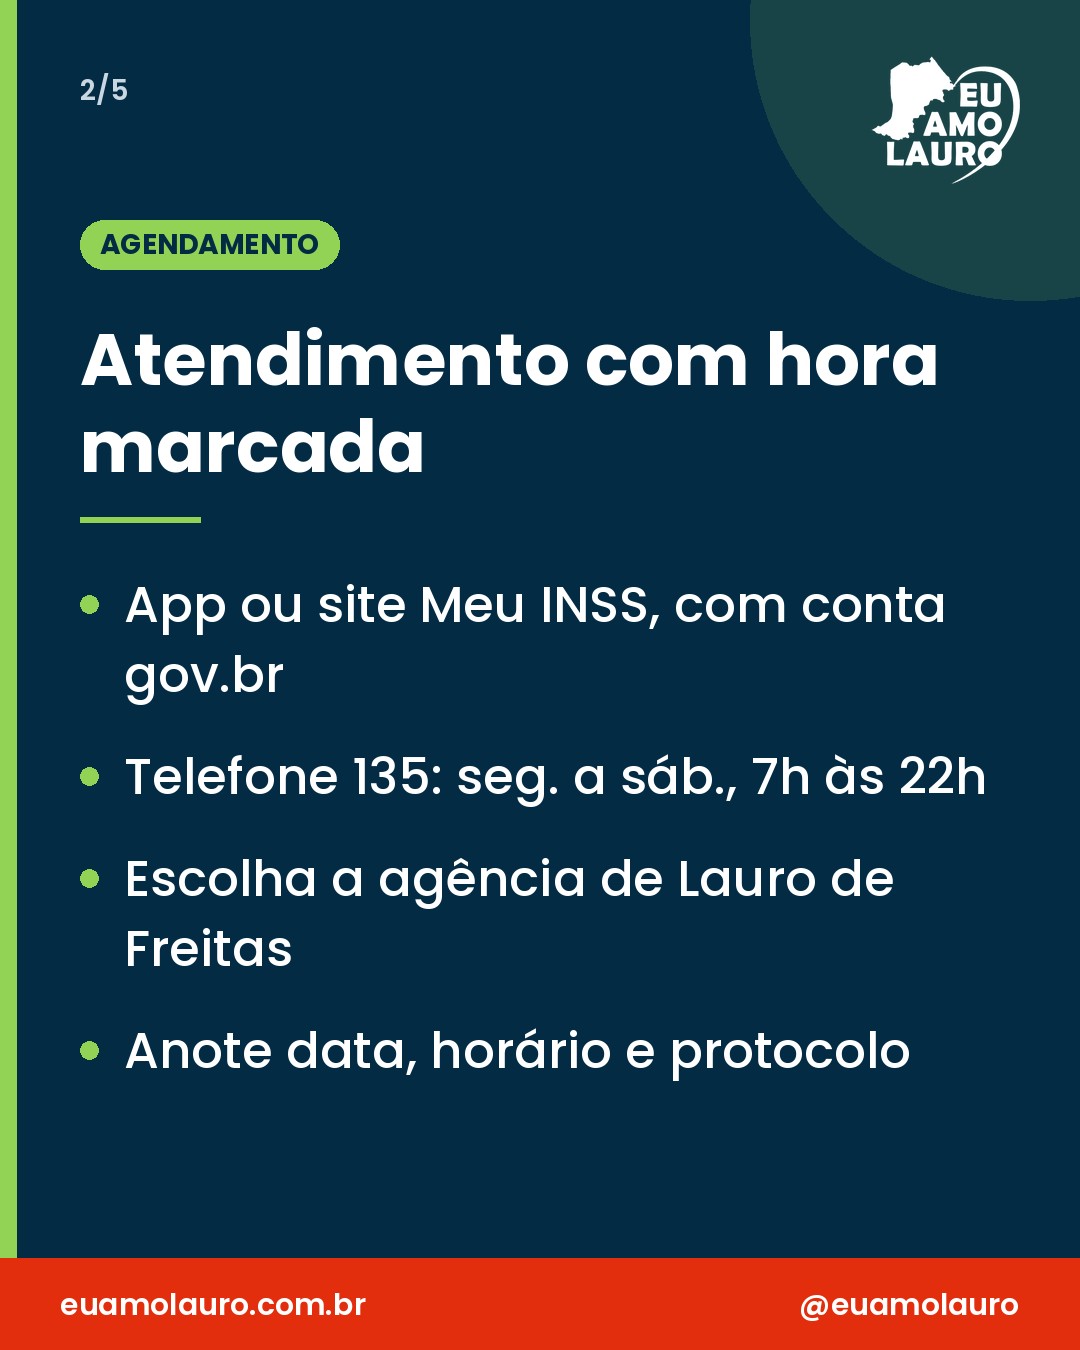 2/5
EU
AMO
LAURO
AGENDAMENTO
Atendimento com hora
marcada
App ou site Meu INSS, com conta
gov.br
Telefone 135: seg. a sáb., 7h às 22h
Escolha a agência de Lauro de
Freitas
Anote data, horário e protocolo
euamolauro.com.br
@euamolauro